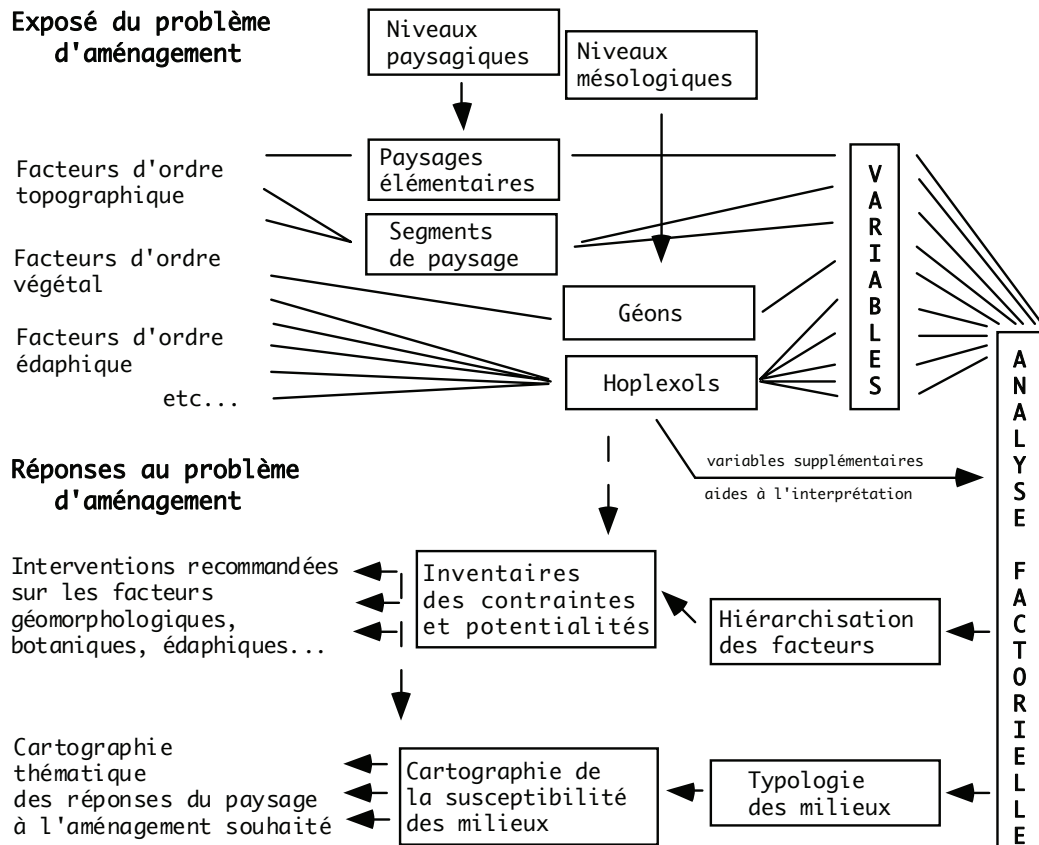 Exposé du problème
d'aménagement
Niveaux
paysagiques
Niveaux
mésologiques
Facteurs d'ordre
topographique
Paysages
élémentaires
Segments
de paysage
Facteurs d'ordre
végétal
Géons
Facteurs d'ordre
édaphique
Hoplexols
etc...
VARIABLES
ANALYSE FACTORIELLE
variables supplémentaires
aides à l'interprétation
Réponses au problème
d'aménagement
Interventions recommandées
sur les facteurs
géomorphologiques,
botaniques, édaphiques...
Inventaires
des contraintes
et potentialités
Hiérarchisation
des facteurs
Cartographie
thématique
des réponses du paysage
à l'aménagement souhaité
Cartographie de
la susceptibilité
des milieux
Typologie
des milieux